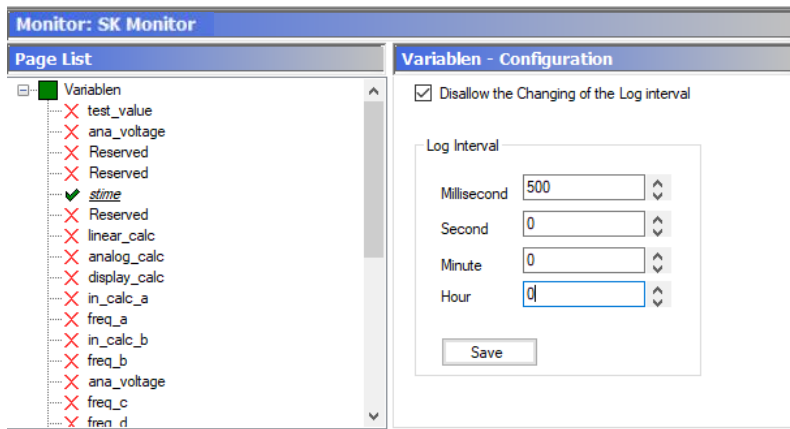 Monitor: SK Monitor
Page List
Variablen
test_value
ana_voltage
Reserved
Reserved
stime
Reserved
linear_calc
analog_calc
display_calc
in_calc_a
freq_a
in_calc_b
freq_b
ana_voltage
freq_c
freq_d
Variablen - Configuration
Disallow the Changing of the Log interval
Log Interval
Millisecond 500
Second 0
Minute 0
Hour 0
Save